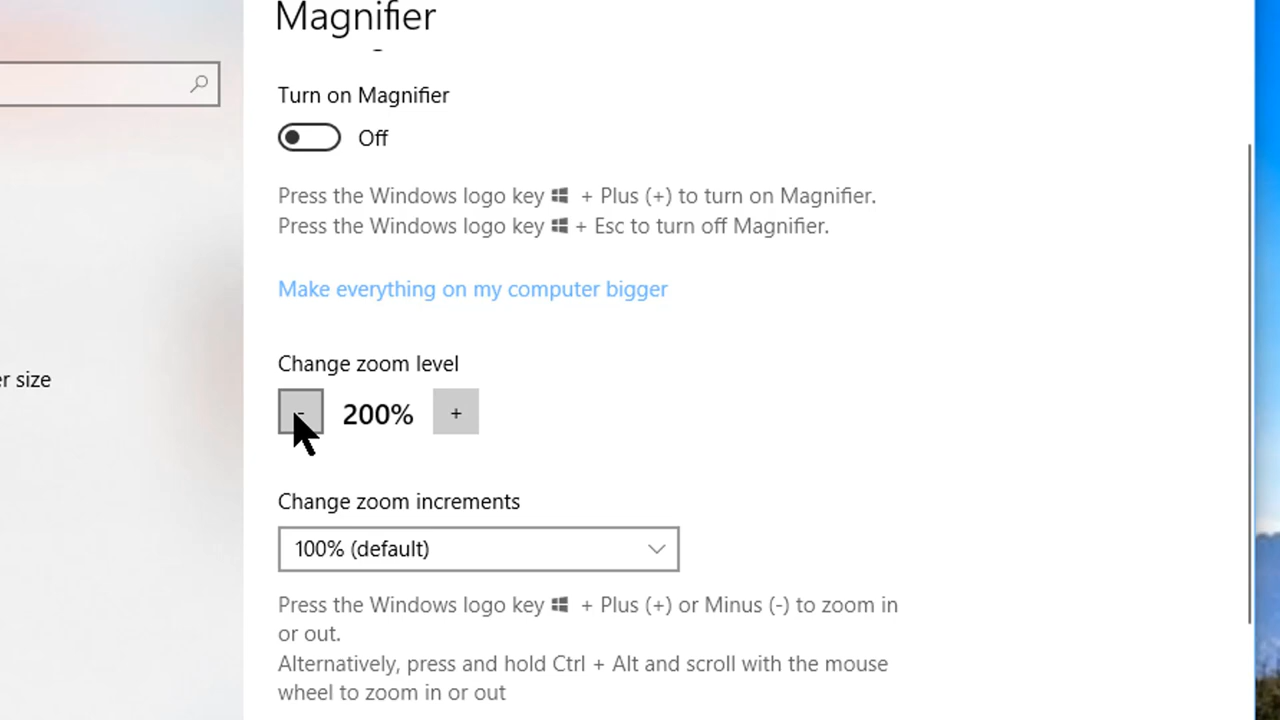 Magnifier
Turn on Magnifier
Off
Press the Windows logo key + Plus (+) to turn on Magnifier.
Press the Windows logo key + Esc to turn off Magnifier.
Make everything on my computer bigger
Change zoom level
er size
- 200% +
Change zoom increments
100% (default)
Press the Windows logo key + Plus (+) or Minus (-) to zoom in
or out.
Alternatively, press and hold Ctrl + Alt and scroll with the mouse
wheel to zoom in or out